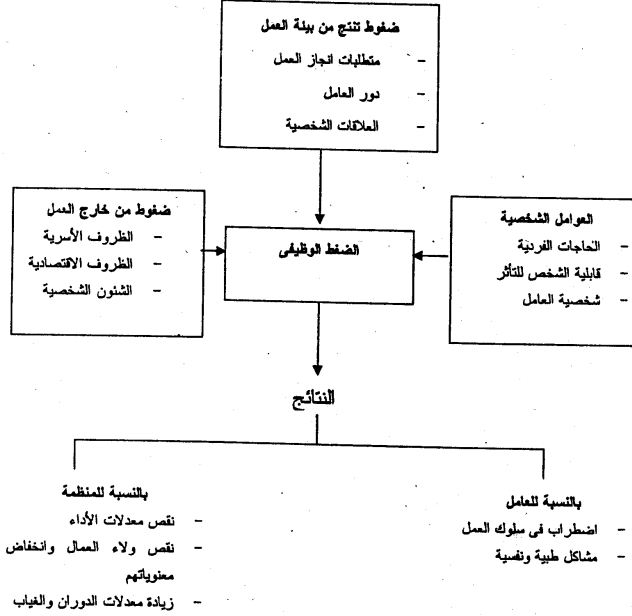 ضغوط تنتج من بيئة العمل
- متطلبات انجاز العمل
- دور العامل
- العلاقات الشخصية
العوامل الشخصية
- الحاجات الفردية
- قابلية الشخص للتأثر
- شخصية العامل
الضغط الوظيفى
ضغوط من خارج العمل
- الظروف الأسرية
- الظروف الاقتصادية
- الشئون الشخصية
النتائج
بالنسبة للعامل
- اضطراب فى سلوك العمل
- مشاكل طبية ونفسية
بالنسبة للمنظمة
- نقص معدلات الأداء
- نقص ولاء العمال وانخفاض
معنوياتهم
- زيادة معدلات الدوران والغياب